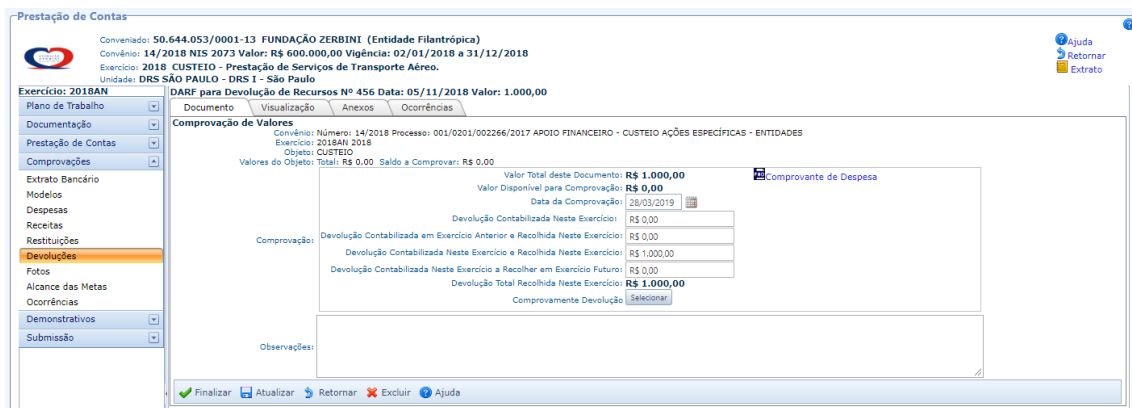 Prestação de Contas
Conveniado: 50.644.053/0001-13 FUNDAÇÃO ZERBINI (Entidade Filantrópica)
Convênio: 14/2018 NIS 2073 Valor: R$ 600.000,00 Vigência: 02/01/2018 a 31/12/2018
Exercício: 2018 CUSTEIO - Prestação de Serviços de Transporte Aéreo.
Unidade: DRS SÃO PAULO - DRS I - São Paulo
Ajuda
Retornar
Extrato
Exercício: 2018AN
Plano de Trabalho
Documentação
Prestação de Contas
Comprovações
Extrato Bancário
Modelos
Despesas
Receitas
Restituições
Devoluções
Fotos
Alcance das Metas
Ocorrências
Demonstrativos
Submissão
DARF para Devolução de Recursos Nº 456 Data: 05/11/2018 Valor: 1.000,00
Documento Visualização Anexos Ocorrências
Comprovação de Valores
Convênio: Número: 14/2018 Processo: 001/0201/002266/2017 APOIO FINANCEIRO - CUSTEIO AÇÕES ESPECÍFICAS - ENTIDADES
Exercício: 2018AN 2018
Objeto: CUSTEIO
Valores do Objeto: Total: R$ 0,00 Saldo a Comprovar: R$ 0,00
Valor Total deste Documento: R$ 1.000,00 Comprovante de Despesa
Valor Disponível para Comprovação: R$ 0,00
Data da Comprovação: 28/03/2019
Devolução Contabilizada Neste Exercício: R$ 0,00
Comprovação: Devolução Contabilizada em Exercício Anterior e Recolhida Neste Exercício: R$ 0,00
Devolução Contabilizada Neste Exercício e Recolhida Neste Exercício: R$ 1.000,00
Devolução Contabilizada Neste Exercício a Recolher em Exercício Futuro: R$ 0,00
Devolução Total Recolhida Neste Exercício: R$ 1.000,00
Comprovamente Devolução Selecionar
Observações:
Finalizar Atualizar Retornar Excluir Ajuda